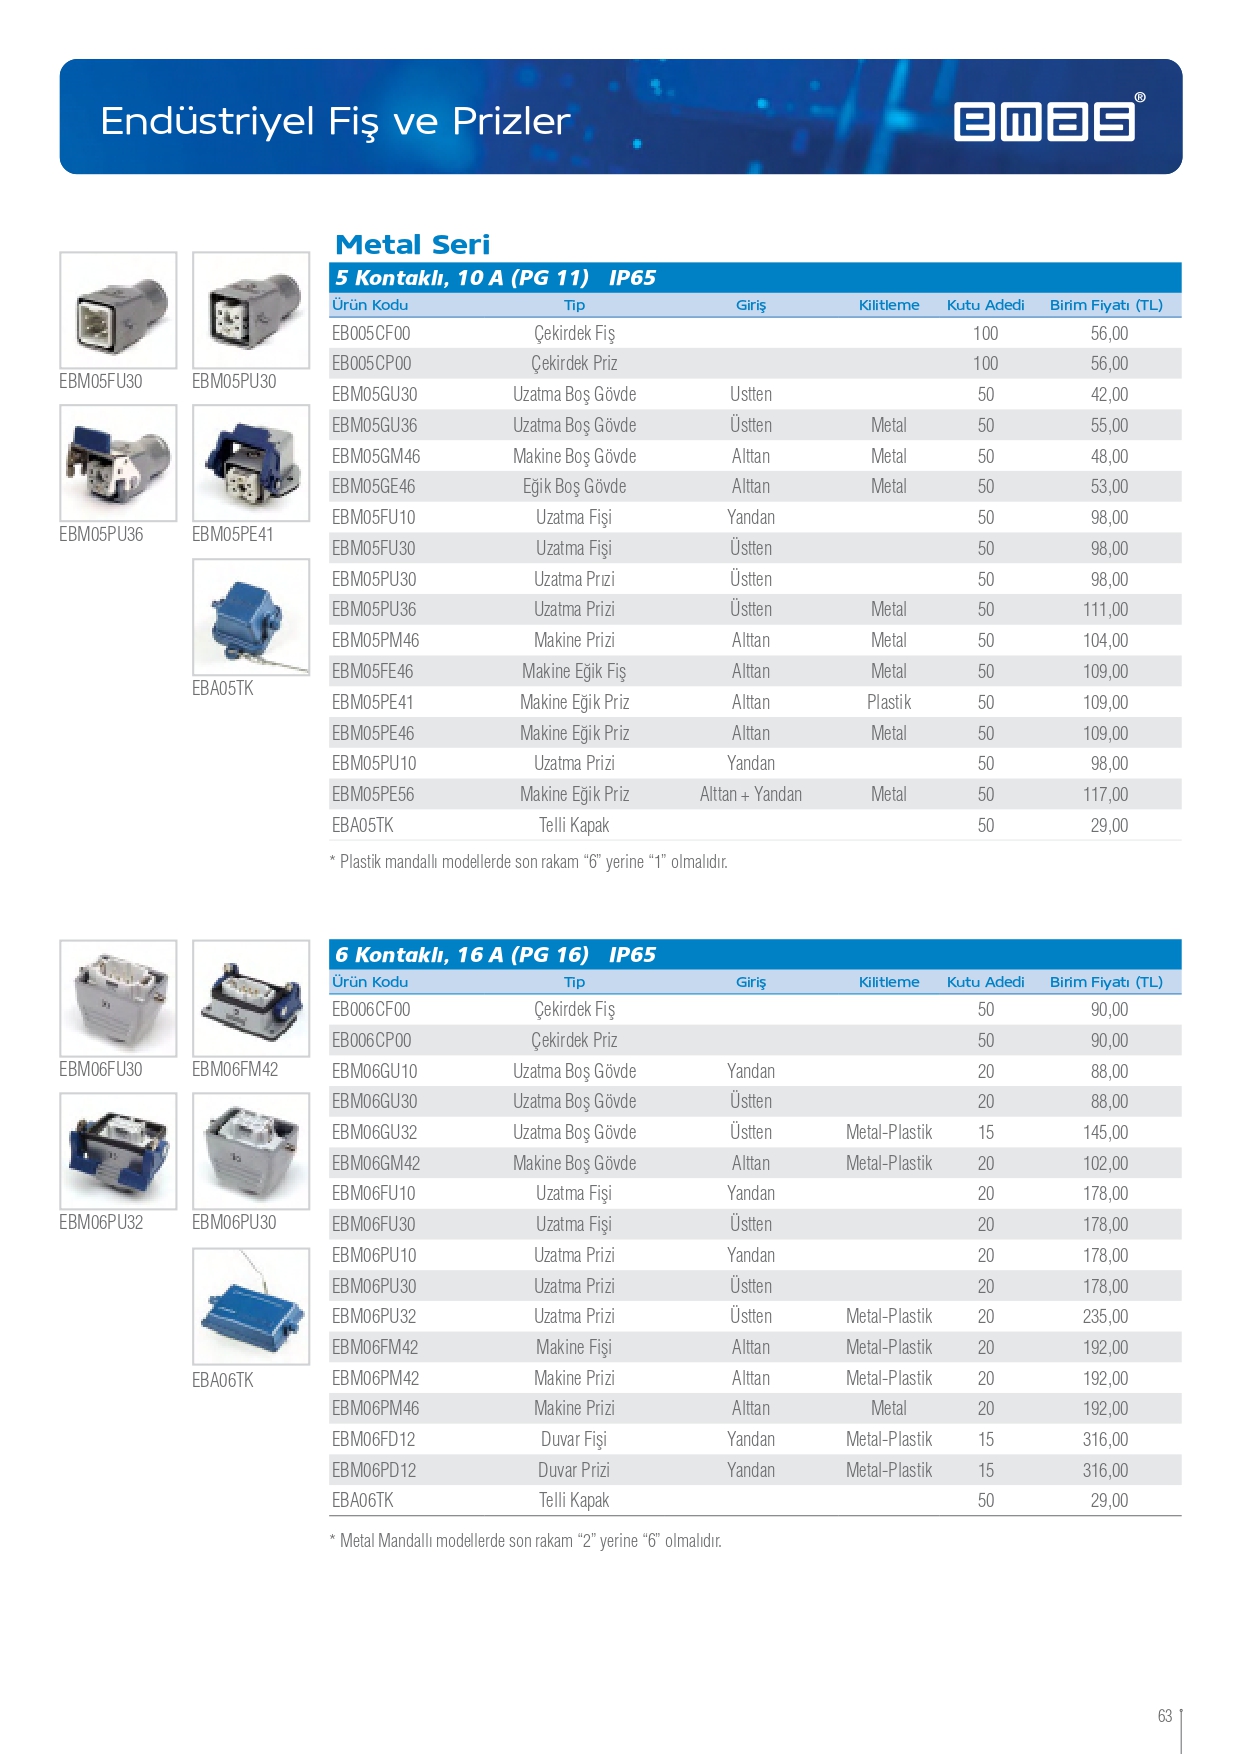 Endüstriyel Fiş ve Prizler
emas®
Metal Seri
5 Kontaklı, 10 A (PG 11) IP65
Ürün Kodu Tip Giriş Kilitleme Kutu Adedi Birim Fiyatı (TL)
EB005CF00 Çekirdek Fiş 100 56,00
EB005CP00 Çekirdek Priz 100 56,00
EBM05GU30 Uzatma Boş Gövde Ustten 50 42,00
EBM05GU36 Uzatma Boş Gövde Üstten Metal 50 55,00
EBM05GM46 Makine Boş Gövde Alttan Metal 50 48,00
EBM05GE46 Eğik Boş Gövde Alttan Metal 50 53,00
EBM05FU10 Uzatma Fişi Yandan 50 98,00
EBM05FU30 Uzatma Fişi Üstten 50 98,00
EBM05PU30 Uzatma Prızi Üstten 50 98,00
EBM05PU36 Uzatma Prizi Üstten Metal 50 111,00
EBM05PM46 Makine Prizi Alttan Metal 50 104,00
EBM05FE46 Makine Eğik Fiş Alttan Metal 50 109,00
EBM05PE41 Makine Eğik Priz Alttan Plastik 50 109,00
EBM05PE46 Makine Eğik Priz Alttan Metal 50 109,00
EBM05PU10 Uzatma Prizi Yandan 50 98,00
EBM05PE56 Makine Eğik Priz Alttan + Yandan Metal 50 117,00
EBA05TK Telli Kapak 50 29,00
* Plastik mandallı modellerde son rakam “6” yerine “1” olmalıdır.
EBM05FU30 EBM05PU30
EBM05PU36 EBM05PE41
EBA05TK
6 Kontaklı, 16 A (PG 16) IP65
Ürün Kodu Tip Giriş Kilitleme Kutu Adedi Birim Fiyatı (TL)
EB006CF00 Çekirdek Fiş 50 90,00
EB006CP00 Çekirdek Priz 50 90,00
EBM06GU10 Uzatma Boş Gövde Yandan 20 88,00
EBM06GU30 Uzatma Boş Gövde Üstten 20 88,00
EBM06GU32 Uzatma Boş Gövde Üstten Metal-Plastik 15 145,00
EBM06GM42 Makine Boş Gövde Alttan Metal-Plastik 20 102,00
EBM06FU10 Uzatma Fişi Yandan 20 178,00
EBM06FU30 Uzatma Fişi Üstten 20 178,00
EBM06PU10 Uzatma Prizi Yandan 20 178,00
EBM06PU30 Uzatma Prizi Üstten 20 178,00
EBM06PU32 Uzatma Prizi Üstten Metal-Plastik 20 235,00
EBM06FM42 Makine Fişi Alttan Metal-Plastik 20 192,00
EBM06PM42 Makine Prizi Alttan Metal-Plastik 20 192,00
EBM06PM46 Makine Prizi Alttan Metal 20 192,00
EBM06FD12 Duvar Fişi Yandan Metal-Plastik 15 316,00
EBM06PD12 Duvar Prizi Yandan Metal-Plastik 15 316,00
EBA06TK Telli Kapak 50 29,00
* Metal Mandallı modellerde son rakam “2” yerine “6” olmalıdır.
EBM06FU30 EBM06FM42
EBM06PU32 EBM06PU30
EBA06TK
63